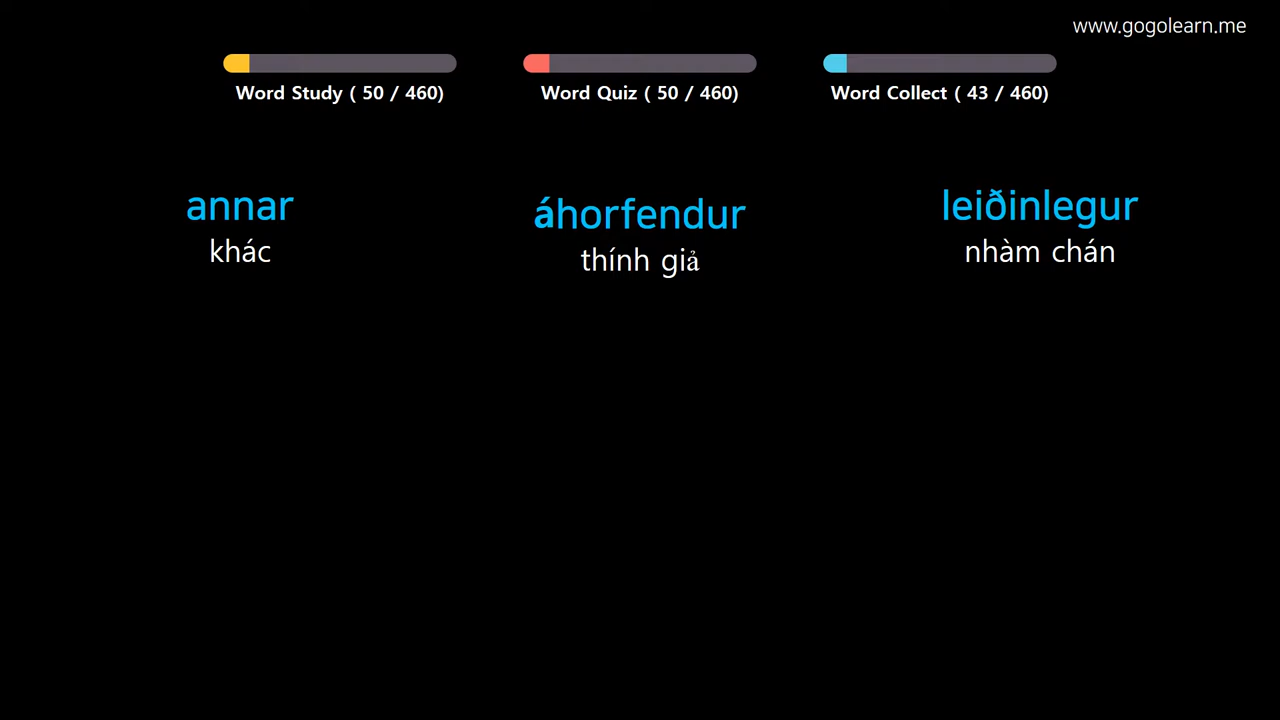 www.gogolearn.me
Word Study ( 50 / 460)
Word Quiz ( 50 / 460)
Word Collect ( 43 / 460)
annar
khác
áhorfendur
thính giả
leiðinlegur
nhàm chán